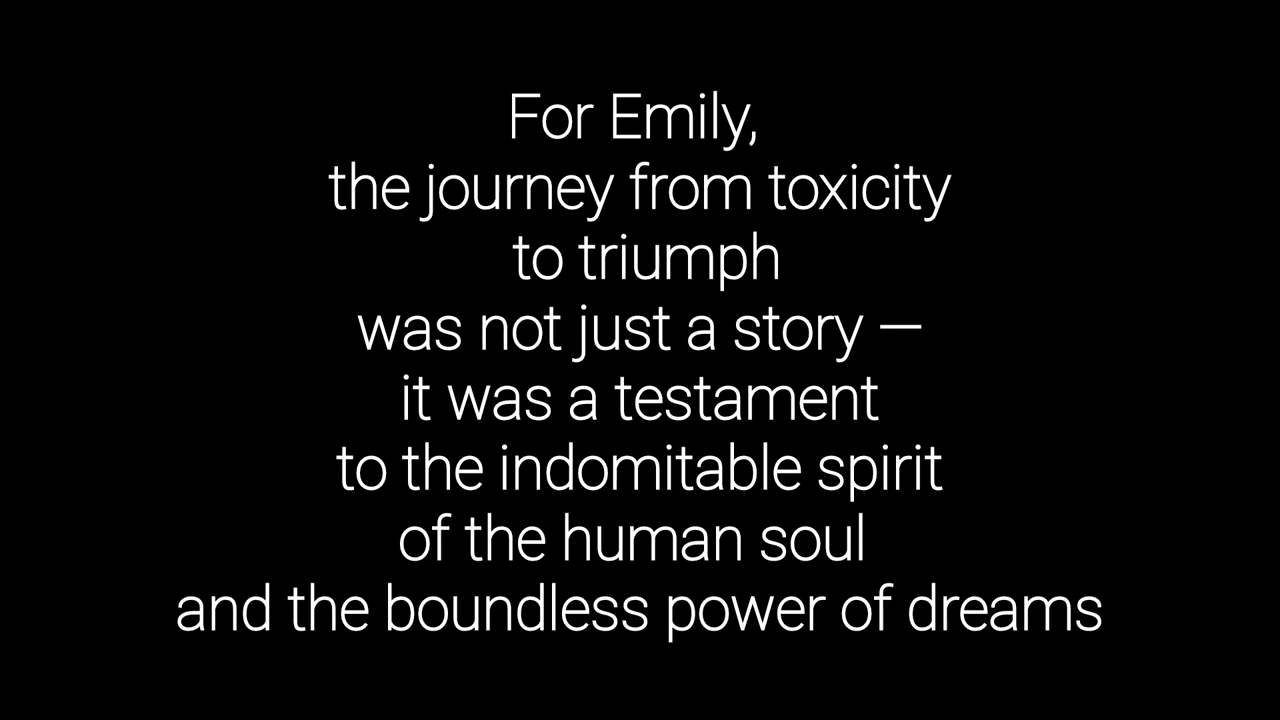 For Emily,
the journey from toxicity
to triumph
was not just a story —
it was a testament
to the indomitable spirit
of the human soul
and the boundless power of dreams